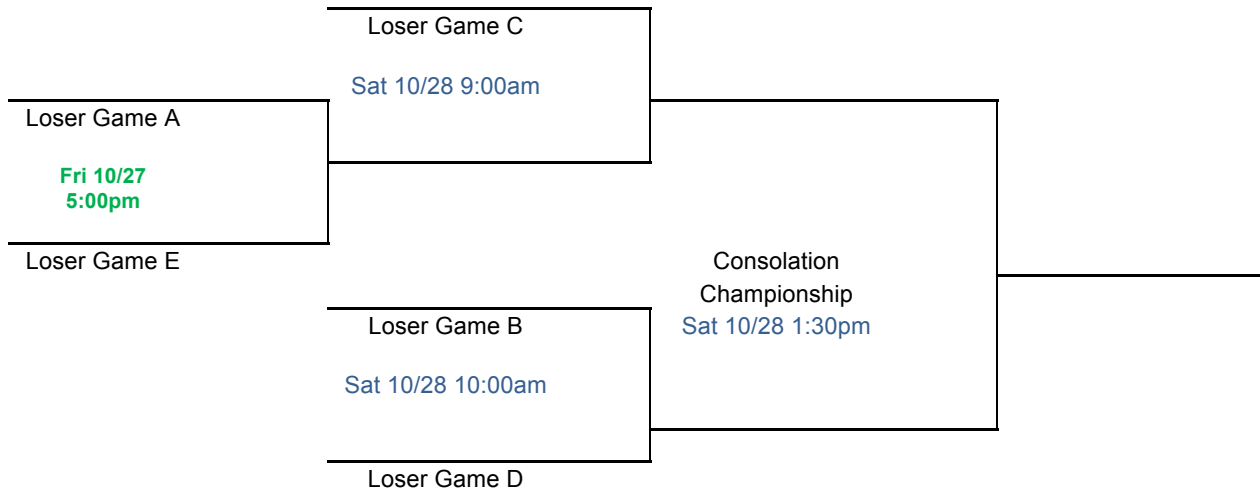 Loser Game C
Sat 10/28 9:00am
Loser Game A
Fri 10/27
5:00pm
Loser Game E
Consolation
Championship
Sat 10/28 1:30pm
Loser Game B
Sat 10/28 10:00am
Loser Game D